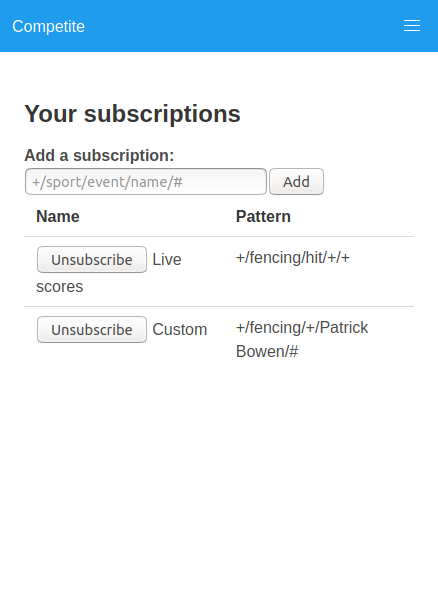 Competite
Your subscriptions
Add a subscription:
+/sport/event/name/# Add
Name Pattern
Unsubscribe Live +/fencing/hit/+/+
scores
Unsubscribe Custom +/fencing/+/Patrick
Bowen/#